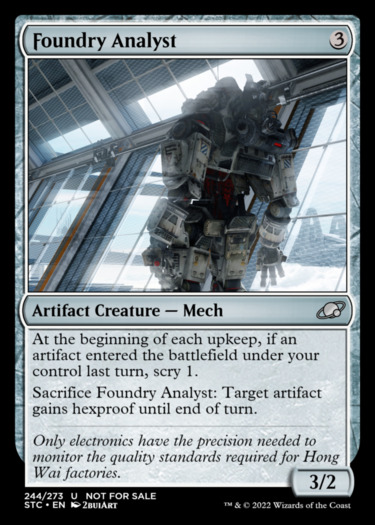 Foundry Analyst 3
Artifact Creature — Mech
At the beginning of each upkeep, if an
artifact entered the battlefield under your
control last turn, scry 1.
Sacrifice Foundry Analyst: Target artifact
gains hexproof until end of turn.
Only electronics have the precision needed to
monitor the quality standards required for Hong
Wai factories.
3/2
244/273 U NOT FOR SALE
STC • EN 2buiArt
™ & © 2022 Wizards of the Coast